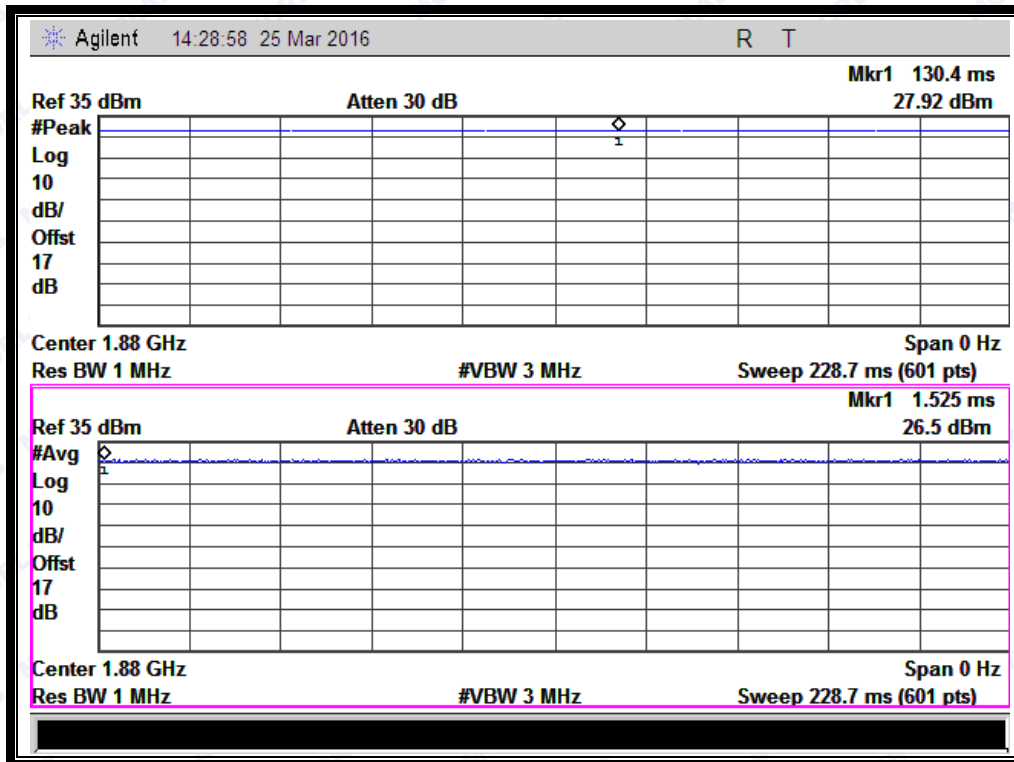 Agilent 14:28:58 25 Mar 2016 R T
Mkr1 130.4 ms
Ref 35 dBm Atten 30 dB 27.92 dBm
#Peak
1
Log
10
dB/
Offst
17
dB
Center 1.88 GHz Span 0 Hz
Res BW 1 MHz #VBW 3 MHz Sweep 228.7 ms (601 pts)
Mkr1 1.525 ms
Ref 35 dBm Atten 30 dB 26.5 dBm
#Avg
1
Log
10
dB/
Offst
17
dB
Center 1.88 GHz Span 0 Hz
Res BW 1 MHz #VBW 3 MHz Sweep 228.7 ms (601 pts)